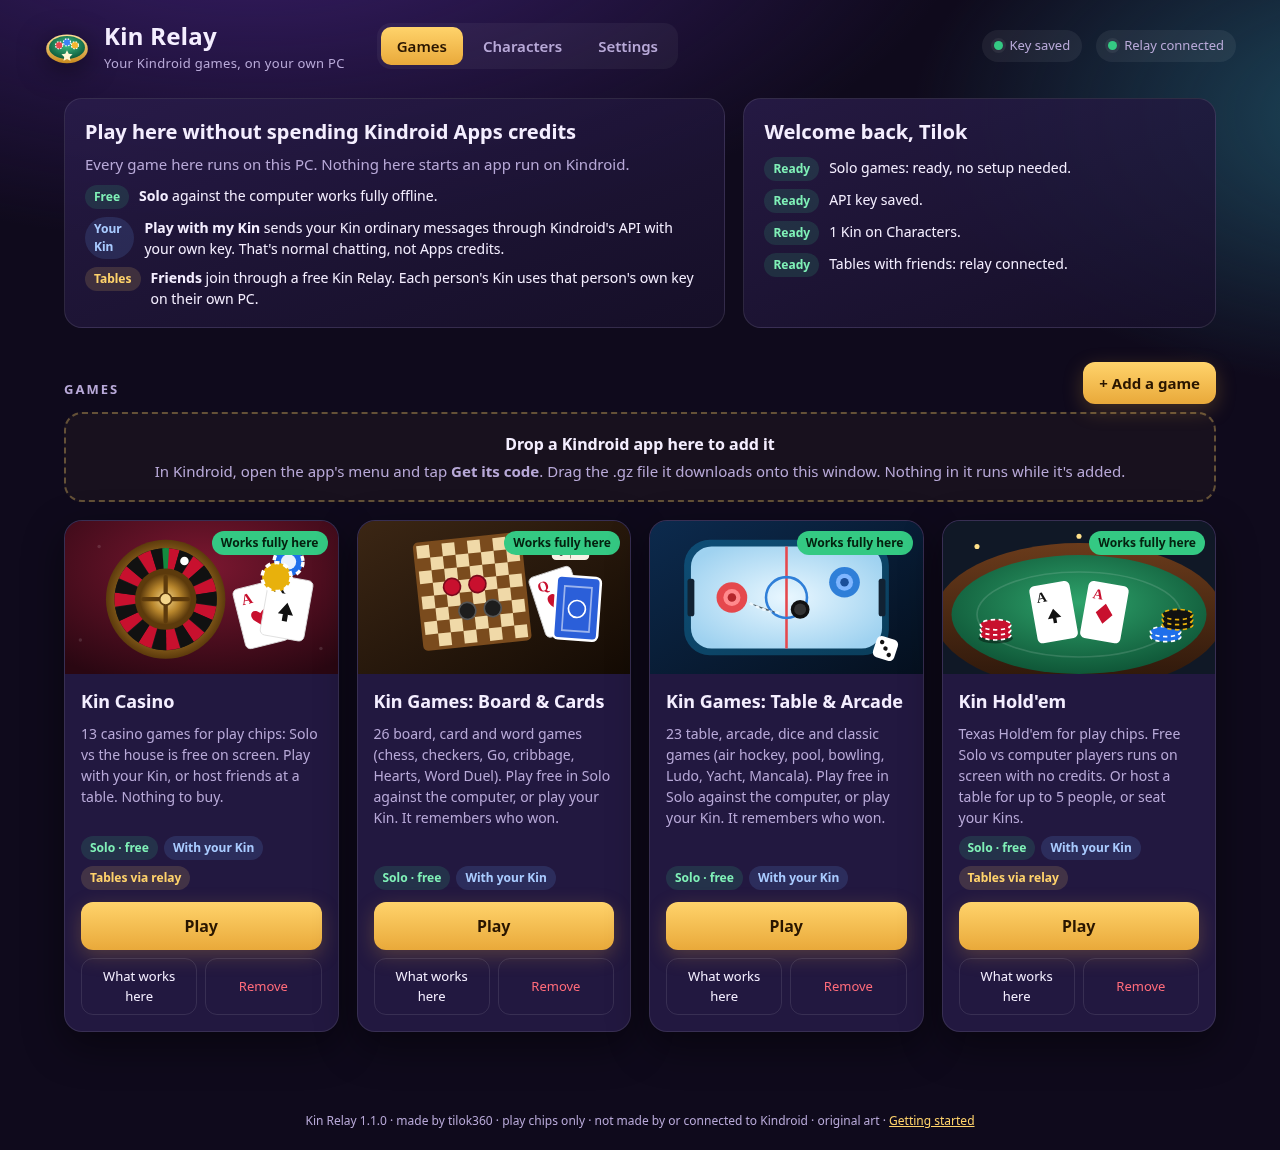 Kin Relay
Your Kindroid games, on your own PC
Games
Characters
Settings
Key saved
Relay connected
Play here without spending Kindroid Apps credits
Every game here runs on this PC. Nothing here starts an app run on Kindroid.
Free
Solo against the computer works fully offline.
Your
Kin
Play with my Kin sends your Kin ordinary messages through Kindroid's API with
your own key. That's normal chatting, not Apps credits.
Tables
Friends join through a free Kin Relay. Each person's Kin uses that person's own key
on their own PC.
Welcome back, Tilok
Ready
Solo games: ready, no setup needed.
Ready
API key saved.
Ready
1 Kin on Characters.
Ready
Tables with friends: relay connected.
GAMES
+ Add a game
Drop a Kindroid app here to add it
In Kindroid, open the app's menu and tap Get its code. Drag the .gz file it downloads onto this window. Nothing in it runs while it's added.
Works fully here
A
Kin Casino
13 casino games for play chips: Solo
vs the house is free on screen. Play
with your Kin, or host friends at a
table. Nothing to buy.
Solo · free
With your Kin
Tables via relay
Play
What works
here
Remove
Works fully here
Q
Kin Games: Board & Cards
26 board, card and word games
(chess, checkers, Go, cribbage,
Hearts, Word Duel). Play free in Solo
against the computer, or play your
Kin. It remembers who won.
Solo · free
With your Kin
Play
What works
here
Remove
Works fully here
Kin Games: Table & Arcade
23 table, arcade, dice and classic
games (air hockey, pool, bowling,
Ludo, Yacht, Mancala). Play free in
Solo against the computer, or play
your Kin. It remembers who won.
Solo · free
With your Kin
Play
What works
here
Remove
Works fully here
A
A
Kin Hold'em
Texas Hold'em for play chips. Free
Solo vs computer players runs on
screen with no credits. Or host a
table for up to 5 people, or seat
your Kins.
Solo · free
With your Kin
Tables via relay
Play
What works
here
Remove
Kin Relay 1.1.0 · made by tilok360 · play chips only · not made by or connected to Kindroid · original art · Getting started